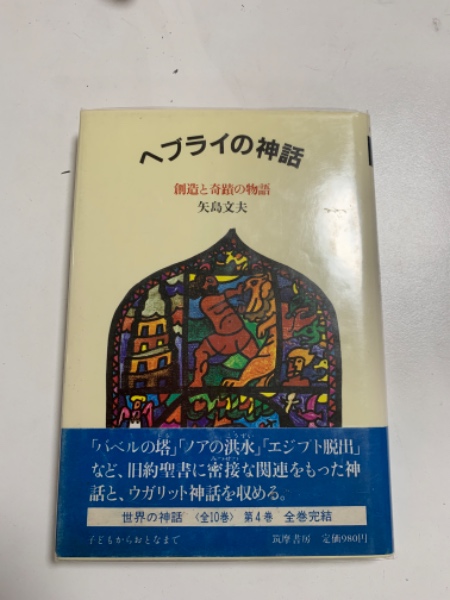 ヘブライの神話
創造と奇蹟の物語
矢島文夫
「バベルの塔」「ノアの洪水」「エジプト脱出」
など、旧約聖書に密接な関連をもった神
話と、ウガリット神話を収める。
世界の神話 〈全10巻〉 第4巻 全巻完結
子どもからおとなまで 筑摩書房 定価980円